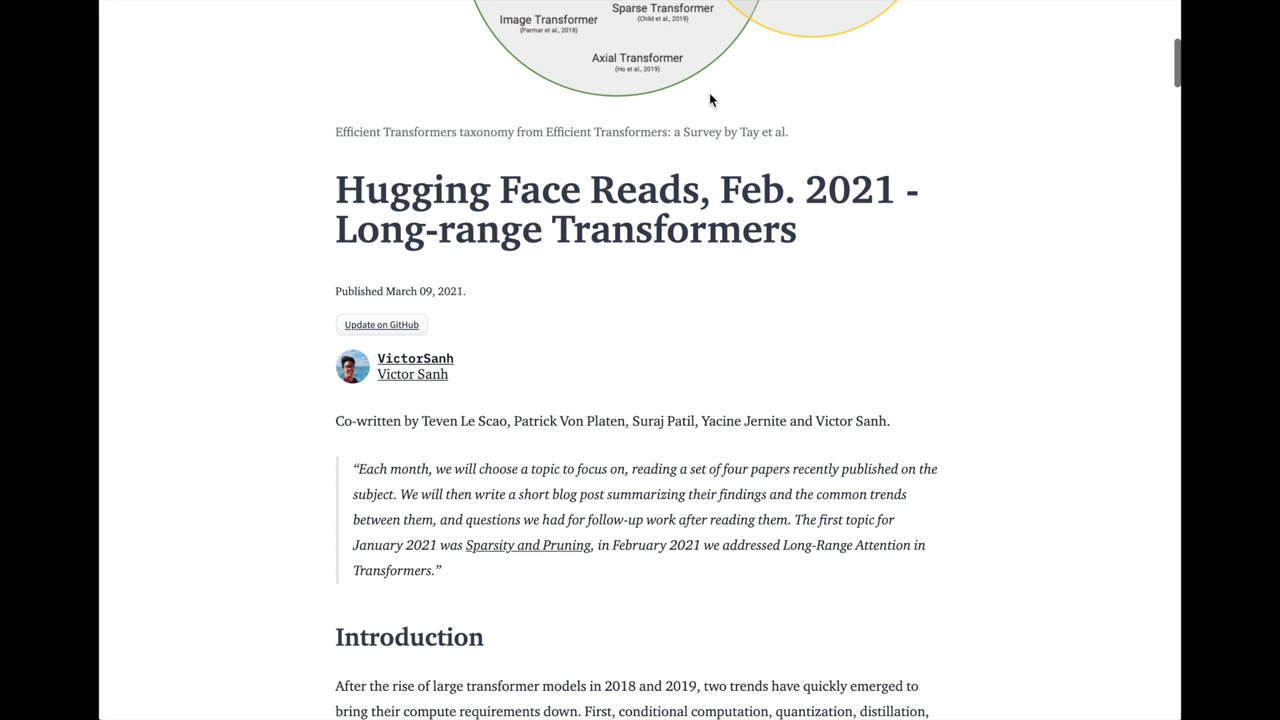 Sparse Transformer
(Child et al., 2019)
Image Transformer
(Parmar et al., 2018)
Axial Transformer
(Ho et al., 2019)
Efficient Transformers taxonomy from Efficient Transformers: a Survey by Tay et al.
Hugging Face Reads, Feb. 2021 -
Long-range Transformers
Published March 09, 2021.
Update on GitHub
VictorSanh
Victor Sanh
Co-written by Teven Le Scao, Patrick Von Platen, Suraj Patil, Yacine Jernite and Victor Sanh.
“Each month, we will choose a topic to focus on, reading a set of four papers recently published on the
subject. We will then write a short blog post summarizing their findings and the common trends
between them, and questions we had for follow-up work after reading them. The first topic for
January 2021 was Sparsity and Pruning, in February 2021 we addressed Long-Range Attention in
Transformers.”
Introduction
After the rise of large transformer models in 2018 and 2019, two trends have quickly emerged to
bring their compute requirements down. First, conditional computation, quantization, distillation,